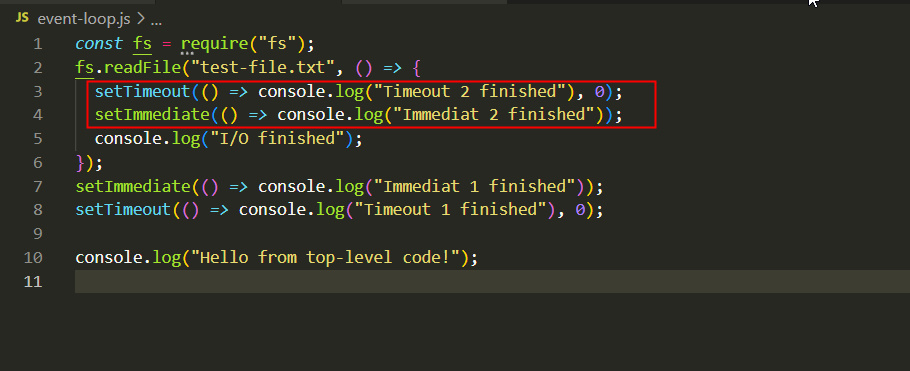 JS event-loop.js > ...
1 const fs = require("fs");
2 fs.readFile("test-file.txt", () => {
3   setTimeout(() => console.log("Timeout 2 finished"), 0);
4   setImmediate(() => console.log("Immediat 2 finished"));
5   console.log("I/O finished");
6 });
7 setImmediate(() => console.log("Immediat 1 finished"));
8 setTimeout(() => console.log("Timeout 1 finished"), 0);
9
10 console.log("Hello from top-level code!");
11